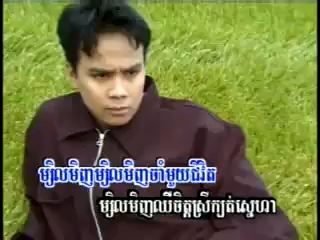 ម្សិលមិញម្សិលមិញចាំមួយជីវិត
ម្សិលមិញឈឺចិត្តស្រីក្បត់ស្នេហា